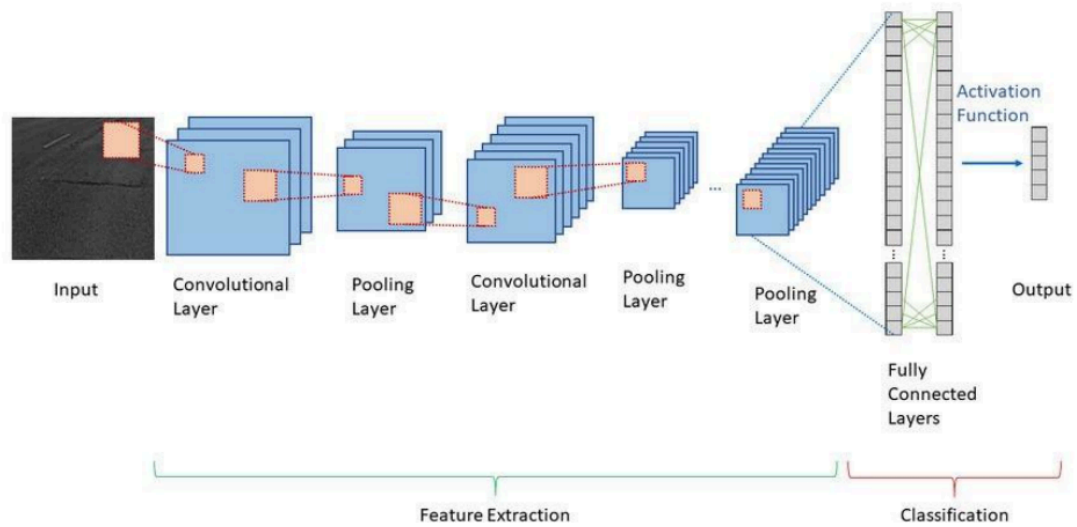 Activation
Function
Input
Convolutional
Layer
Pooling
Layer
Convolutional
Layer
Pooling
Layer
...
Pooling
Layer
Fully
Connected
Layers
Output
Feature Extraction
Classification